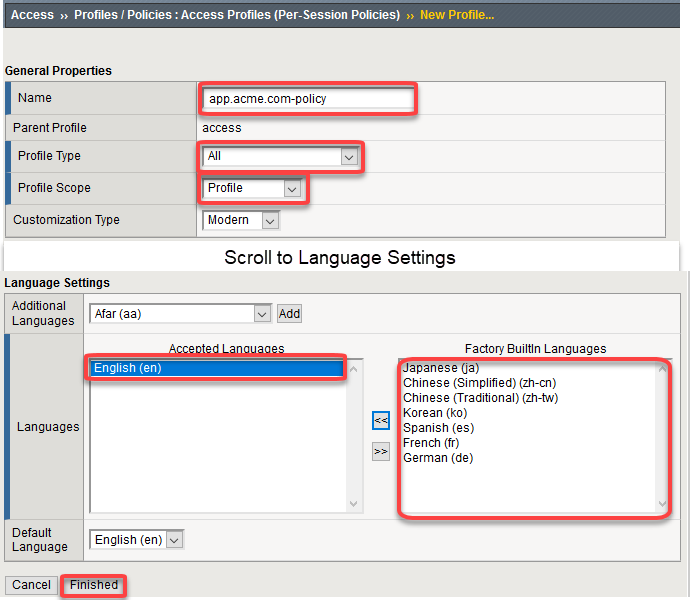 Access ›› Profiles / Policies : Access Profiles (Per-Session Policies) ›› New Profile...
General Properties
Name app.acme.com-policy
Parent Profile access
Profile Type All
Profile Scope Profile
Customization Type Modern
Scroll to Language Settings
Language Settings
Additional Languages Afar (aa) Add
Accepted Languages Factory BuiltIn Languages
Languages
English (en)
<<
>>
Japanese (ja)
Chinese (Simplified) (zh-cn)
Chinese (Traditional) (zh-tw)
Korean (ko)
Spanish (es)
French (fr)
German (de)
Default Language English (en)
Cancel Finished